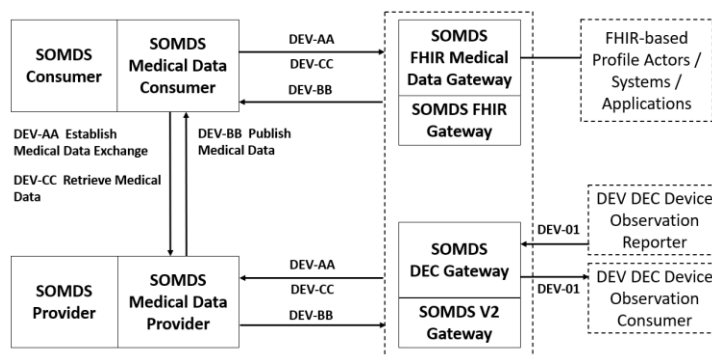 SOMDS
Consumer
SOMDS
Medical Data
Consumer
DEV-AA
DEV-CC
DEV-BB
SOMDS
FHIR Medical
Data Gateway
SOMDS FHIR
Gateway
FHIR-based
Profile Actors /
Systems /
Applications
DEV-AA Establish
Medical Data Exchange
DEV-CC Retrieve Medical
Data
DEV-BB Publish
Medical Data
SOMDS
Provider
SOMDS
Medical Data
Provider
DEV-AA
DEV-CC
DEV-BB
SOMDS
DEC Gateway
SOMDS V2
Gateway
DEV-01
DEV-01
DEV DEC Device
Observation
Reporter
DEV DEC Device
Observation
Consumer